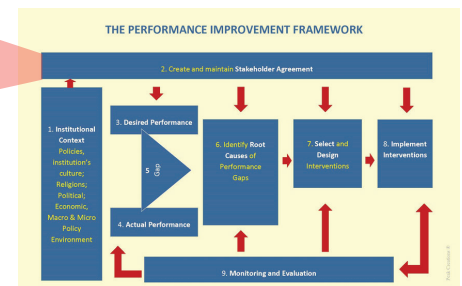 THE PERFORMANCE IMPROVEMENT FRAMEWORK
2. Create and maintain Stakeholder Agreement
1. Institutional
Context
Policies,
institution's
culture;
Religions;
Political;
Economic,
Macro & Micro
Policy
Environment
3. Desired Performance
5
Gap
4. Actual Performance
6. Identify Root
Causes of
Performance
Gaps
7. Select and
Design
Interventions
8. Implement
Interventions
9. Monitoring and Evaluation